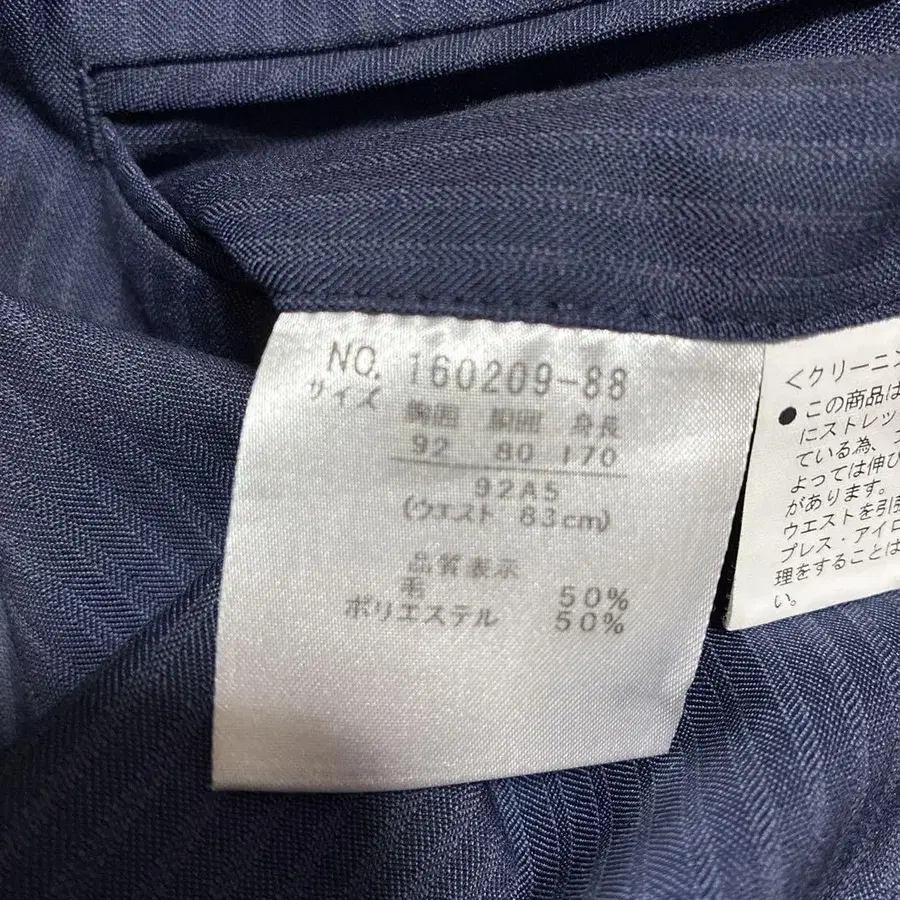 NO. 160209-88
サイズ 胸囲 胴囲 身長
92 80 170
92A5
(ウエスト 83cm)
品質表示
毛 50%
ポリエステル 50%
<クリーニン
●この商品は
にストレッ
ている為、
よっては伸び
があります。
ウエストを引
プレス・アイロ
理をすることは
い。